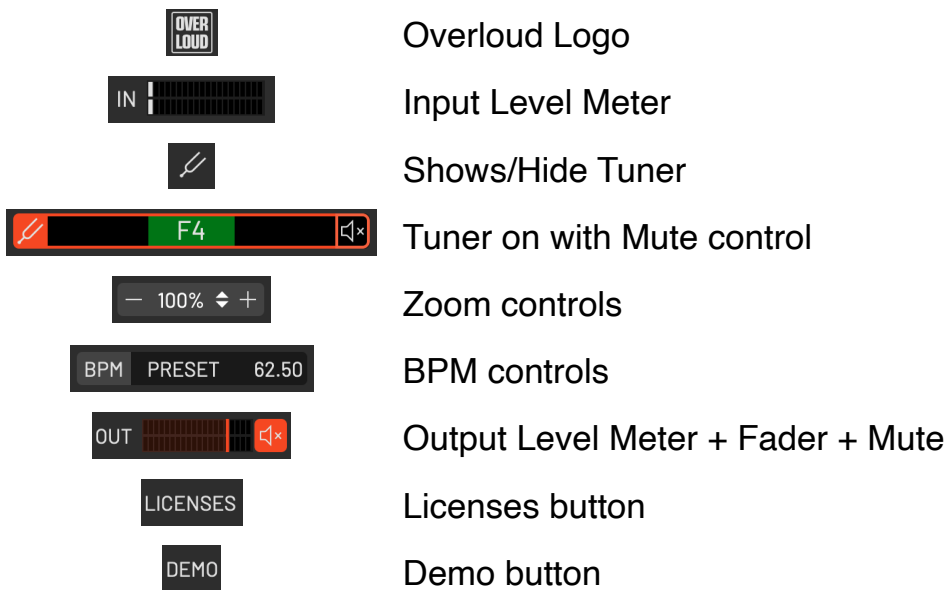 OVER
LOUD Overloud Logo
IN Input Level Meter
Shows/Hide Tuner
F4 Tuner on with Mute control
— 100% + Zoom controls
BPM PRESET 62.50 BPM controls
OUT Output Level Meter + Fader + Mute
LICENSES Licenses button
DEMO Demo button